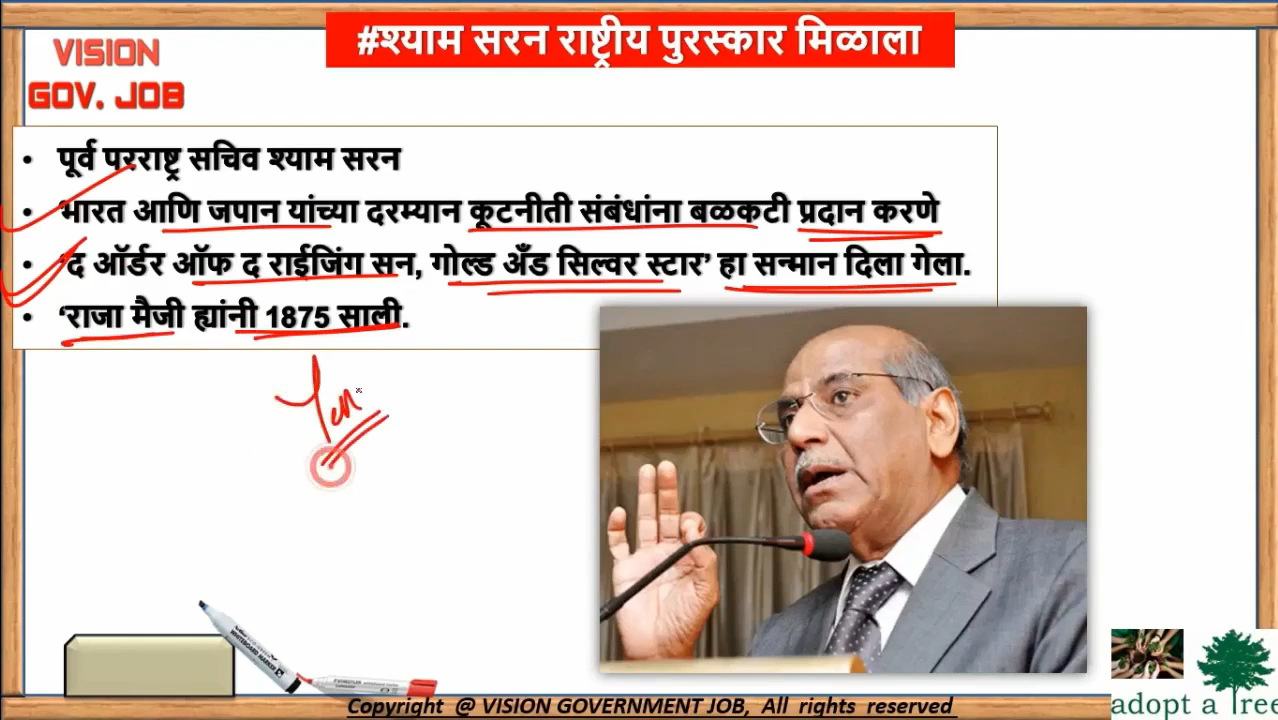 #श्याम सरन राष्ट्रीय पुरस्कार मिळाला
VISION
GOV. JOB
• पूर्व परराष्ट्र सचिव श्याम सरन
• भारत आणि जपान यांच्या दरम्यान कूटनीती संबंधांना बळकटी प्रदान करणे
• ‘द ऑर्डर ऑफ द राईजिंग सन, गोल्ड अँड सिल्वर स्टार’ हा सन्मान दिला गेला.
• ‘राजा मैजी ह्यांनी 1875 साली.
adopt a Tree
Copyright @ VISION GOVERNMENT JOB, All rights reserved